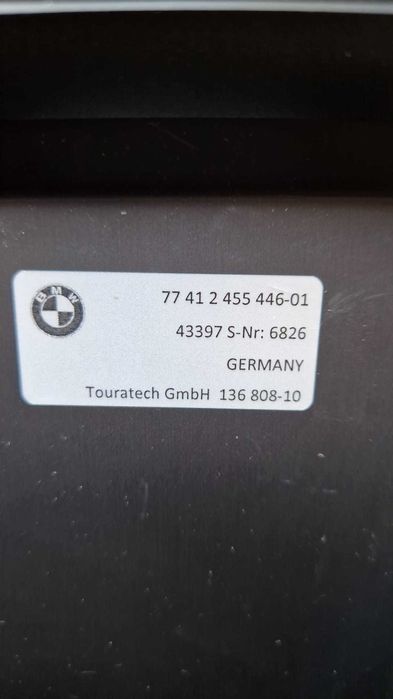 BMW
77 41 2 455 446-01
43397 S-Nr: 6826
GERMANY
Touratech GmbH 136 808-10